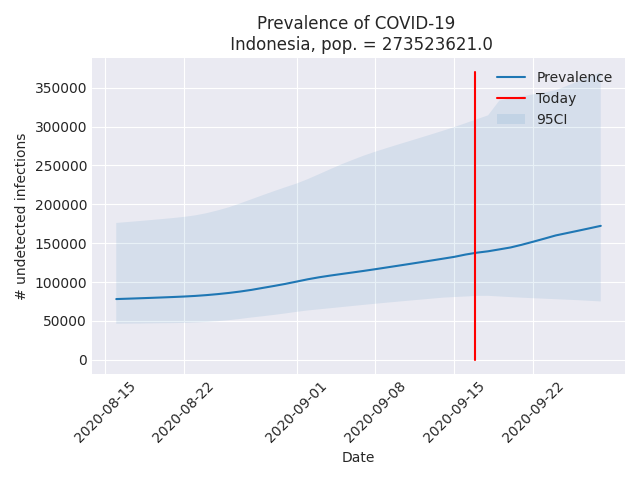 Prevalence of COVID-19
Indonesia, pop. = 273523621.0
350000
300000
250000
200000
150000
100000
50000
0
# undetected infections
Prevalence
Today
95CI
2020-08-15
2020-08-22
2020-09-01
2020-09-08
2020-09-15
2020-09-22
Date